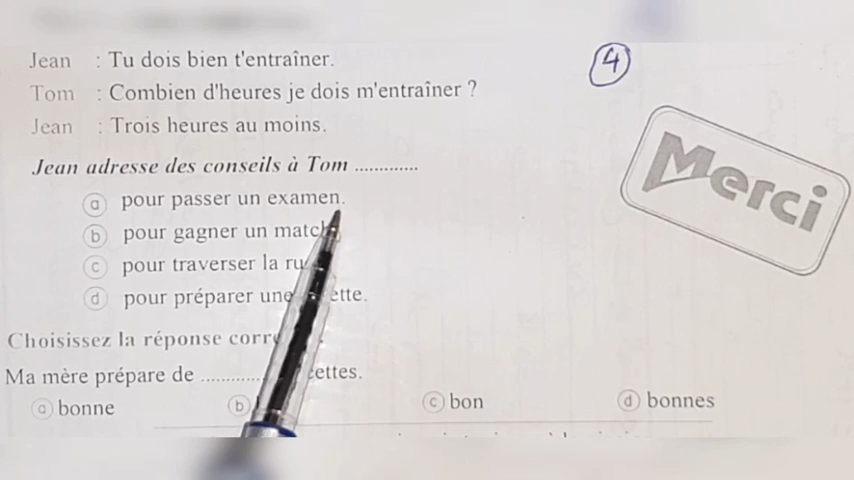 Jean : Tu dois bien t'entraîner.
4
Tom : Combien d'heures je dois m'entraîner ?
Jean : Trois heures au moins.
Jean adresse des conseils à Tom .............
Merci
a pour passer un examen.
b pour gagner un match
c pour traverser la
d pour préparer une
Choisissez la réponse
Ma mère prépare de ............
a bonne b c bon d bonnes